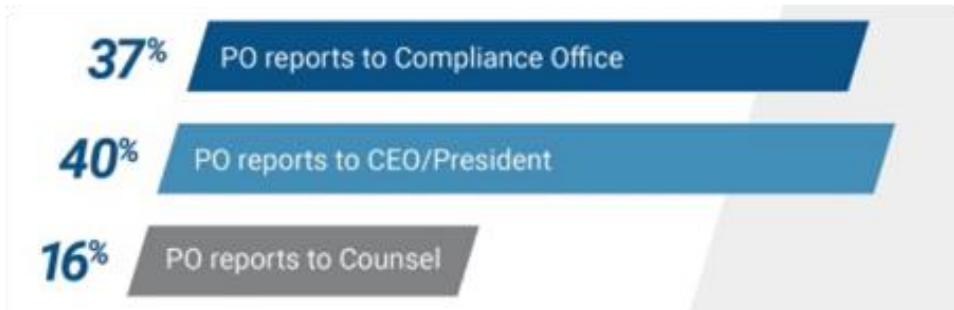 37% PO reports to Compliance Office
40% PO reports to CEO/President
16% PO reports to Counsel